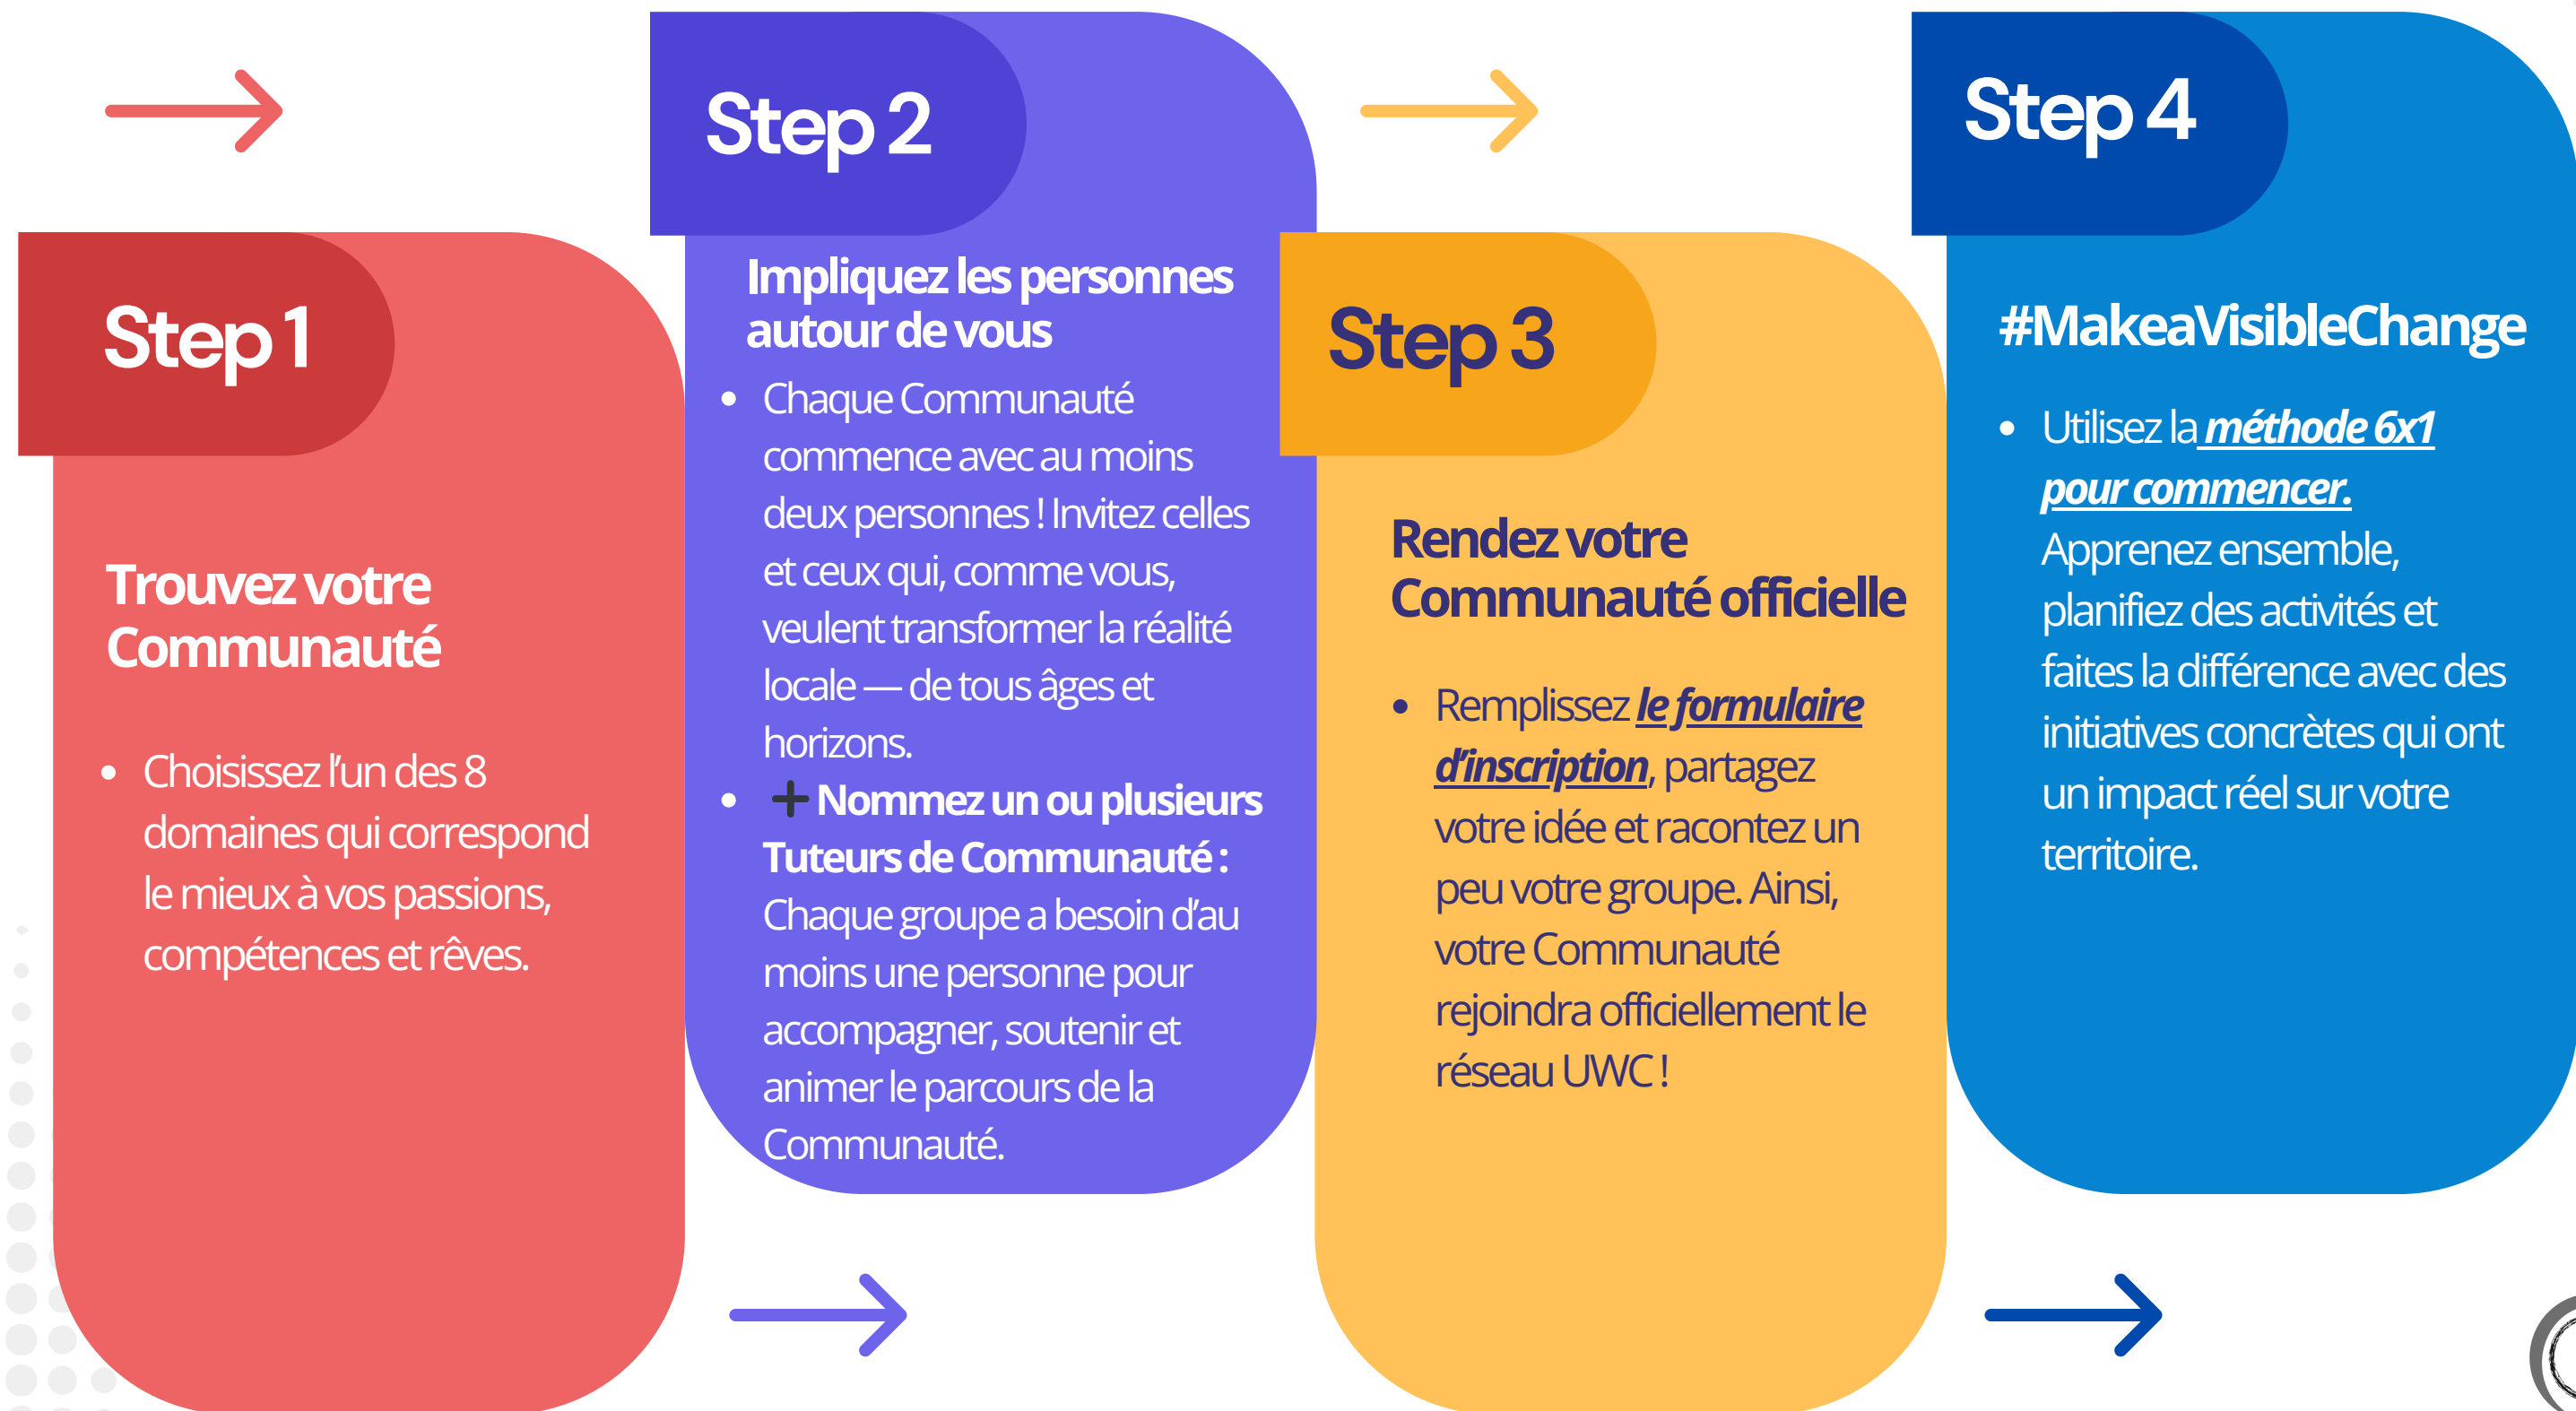 Step 1
Trouvez votre
Communauté
• Choisissez l’un des 8
domaines qui correspond
le mieux à vos passions,
compétences et rêves.
Step 2
Impliquez les personnes
autour de vous
• Chaque Communauté
commence avec au moins
deux personnes ! Invitez celles
et ceux qui, comme vous,
veulent transformer la réalité
locale — de tous âges et
horizons.
• ➕ Nommez un ou plusieurs
Tuteurs de Communauté :
Chaque groupe a besoin d’au
moins une personne pour
accompagner, soutenir et
animer le parcours de la
Communauté.
Step 3
Rendez votre
Communauté officielle
• Remplissez le formulaire
d’inscription, partagez
votre idée et racontez un
peu votre groupe. Ainsi,
votre Communauté
rejoindra officiellement le
réseau UWC !
Step 4
#MakeaVisibleChange
• Utilisez la méthode 6x1
pour commencer.
Apprenez ensemble,
planifiez des activités et
faites la différence avec des
initiatives concrètes qui ont
un impact réel sur votre
territoire.